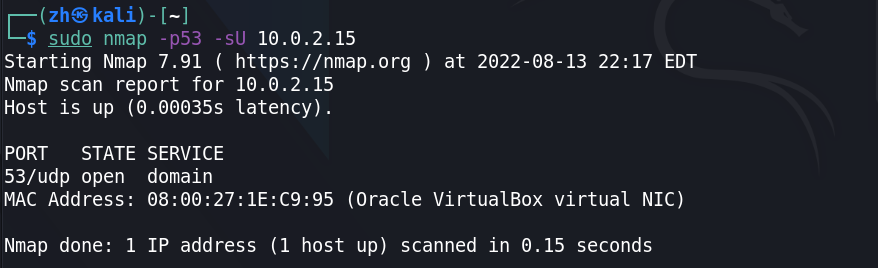 ┌──(zh㉿kali)-[~]
└─$ sudo nmap -p53 -sU 10.0.2.15
Starting Nmap 7.91 ( https://nmap.org ) at 2022-08-13 22:17 EDT
Nmap scan report for 10.0.2.15
Host is up (0.00035s latency).

PORT   STATE SERVICE
53/udp open  domain
MAC Address: 08:00:27:1E:C9:95 (Oracle VirtualBox virtual NIC)

Nmap done: 1 IP address (1 host up) scanned in 0.15 seconds